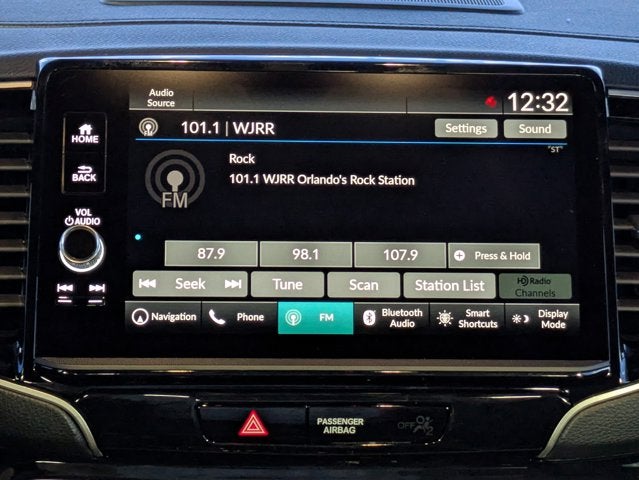 Audio
Source
12:32
HOME
BACK
VOL
AUDIO
FM
101.1 | WJRR
Settings
Sound
"ST"
Rock
101.1 WJRR Orlando's Rock Station
FM
87.9
98.1
107.9
+ Press & Hold
Seek
Tune
Scan
Station List
HD Radio
Channels
Navigation
Phone
FM
Bluetooth
Audio
Smart
Shortcuts
Display
Mode
PASSENGER
AIRBAG
OFF